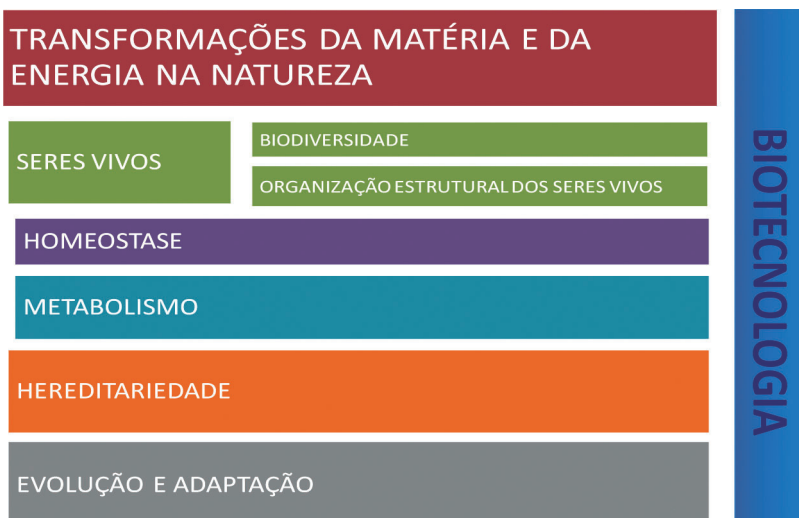 TRANSFORMAÇÕES DA MATÉRIA E DA
ENERGIA NA NATUREZA
SERES VIVOS
BIODIVERSIDADE
ORGANIZAÇÃO ESTRUTURAL DOS SERES VIVOS
HOMEOSTASE
METABOLISMO
HEREDITARIEDADE
EVOLUÇÃO E ADAPTAÇÃO
BIOTECNOLOGIA